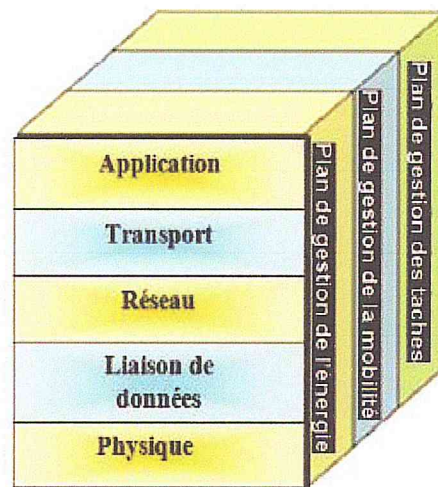 Application
Transport
Réseau
Liaison de
données
Physique
Plan de gestion de l'énergie
Plan de gestion de la mobilité
Plan de gestion des taches